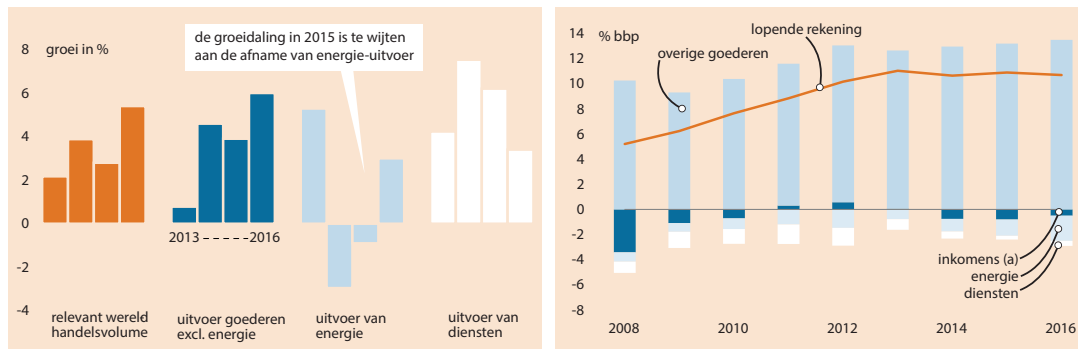 groei in %
de groeidaling in 2015 is te wijten
aan de afname van energie-uitvoer
8
6
4
2
0
-2
-4
2013 - - - - - 2016
relevant wereld
handelsvolume
uitvoer goederen
excl. energie
uitvoer van
energie
uitvoer van
diensten
% bbp
lopende rekening
overige goederen
14
12
10
8
6
4
2
0
-2
-4
-6
-8
inkomens (a)
energie
diensten
2008
2010
2012
2014
2016